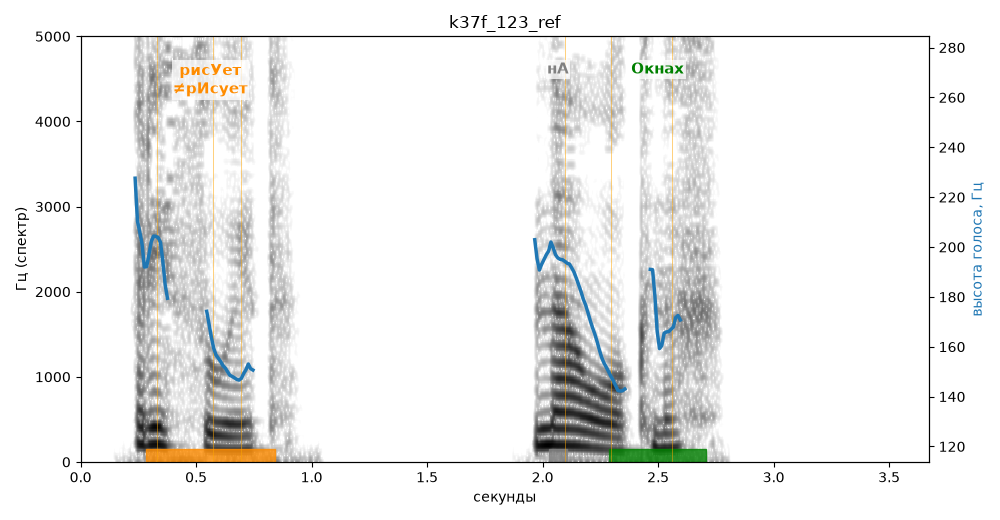 k37f_123_ref
рисУет
≠рИсует
нА
Окнах
5000
4000
3000
2000
1000
0
Гц (спектр)
280
260
240
220
200
180
160
140
120
высота голоса, Гц
0.0 0.5 1.0 1.5 2.0 2.5 3.0 3.5
секунды